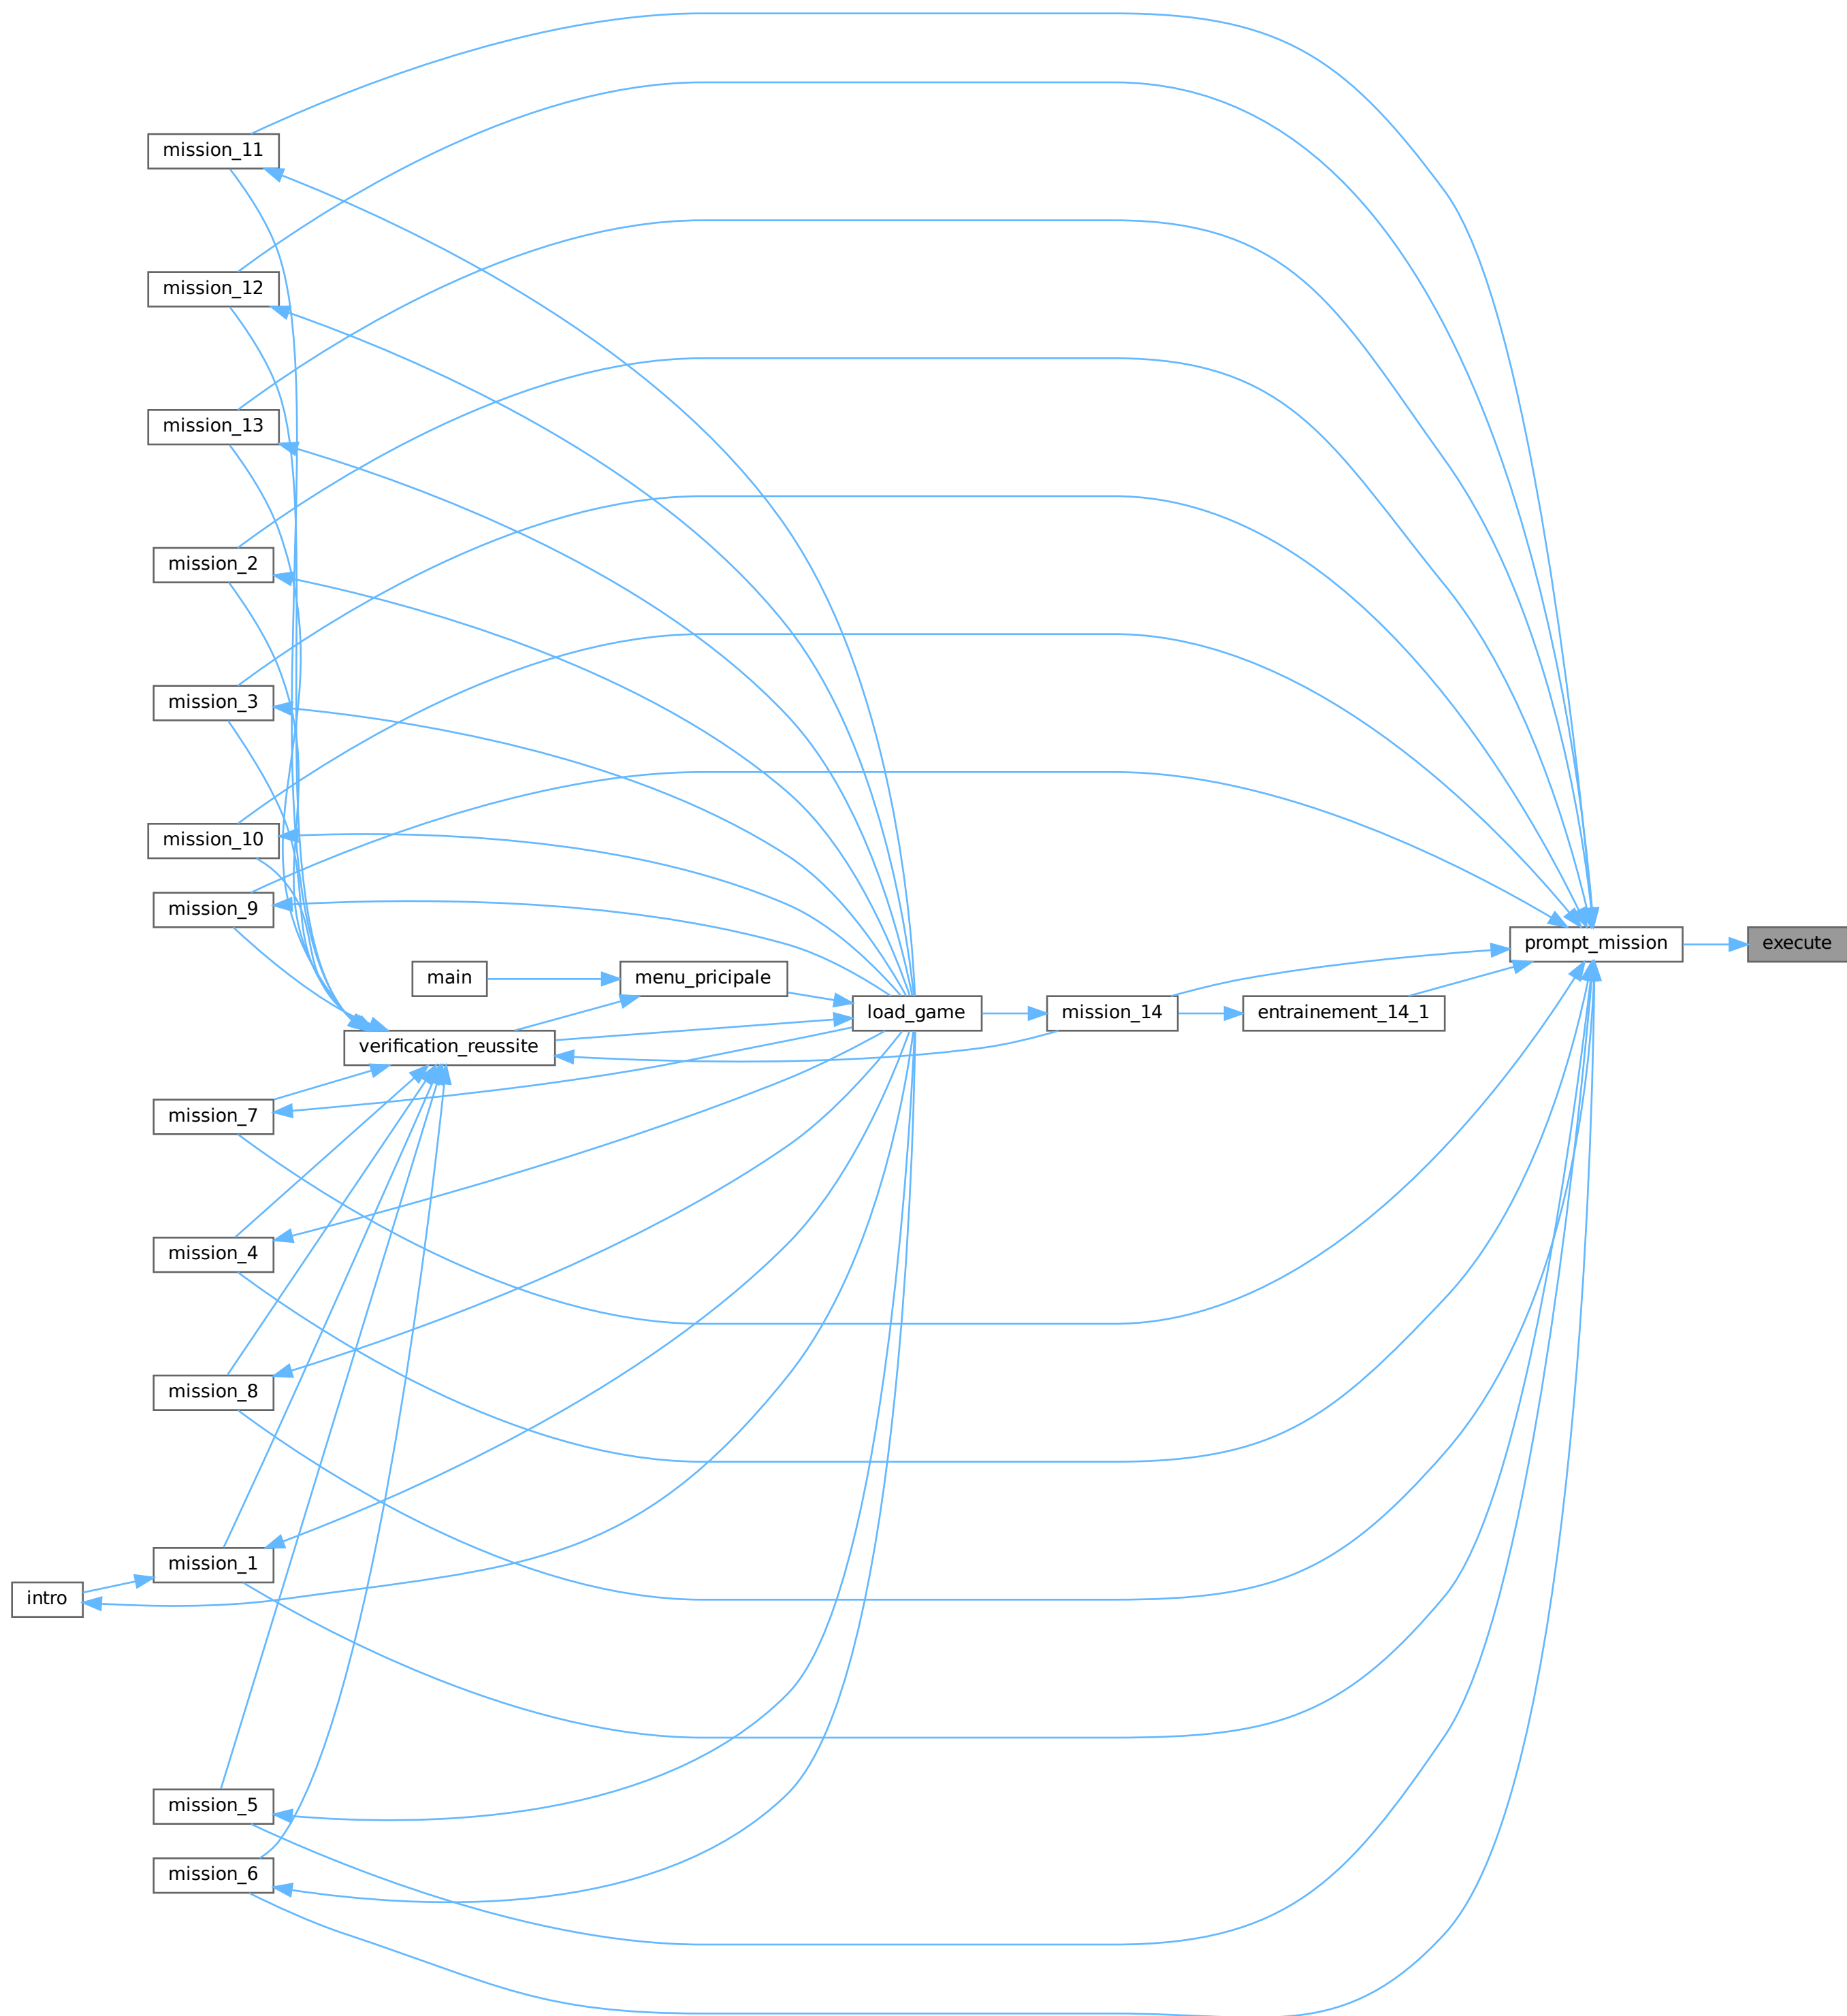 mission_11
mission_12
mission_13
mission_2
mission_3
mission_10
mission_9
prompt_mission
execute
main
menu_pricipale
load_game
mission_14
entrainement_14_1
verification_reussite
mission_7
mission_4
mission_8
mission_1
intro
mission_5
mission_6